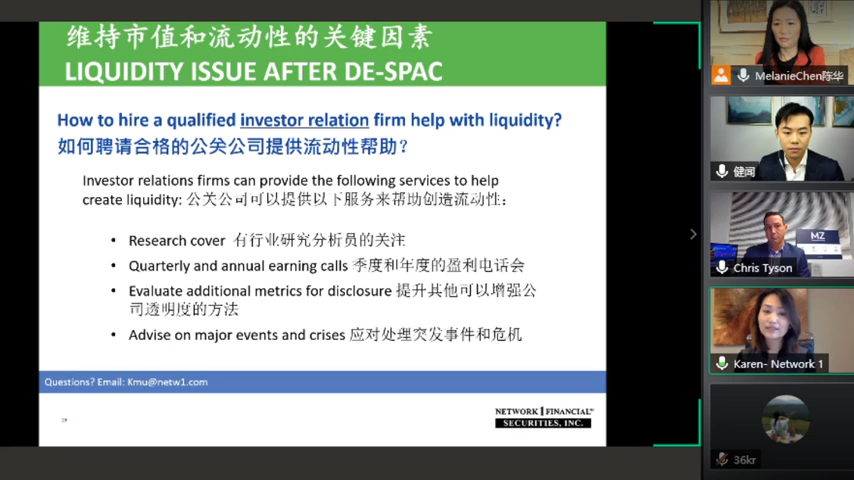 维持市值和流动性的关键因素
LIQUIDITY ISSUE AFTER DE-SPAC
How to hire a qualified investor relation firm help with liquidity?
如何聘请合格的公关公司提供流动性帮助？
Investor relations firms can provide the following services to help
create liquidity: 公关公司可以提供以下服务来帮助创造流动性：
• Research cover 有行业研究分析员的关注
• Quarterly and annual earning calls 季度和年度的盈利电话会
• Evaluate additional metrics for disclosure 提升其他可以增强公
司透明度的方法
• Advise on major events and crises 应对处理突发事件和危机
Questions? Email: Kmu@netw1.com
NETWORK 1 FINANCIAL
SECURITIES, INC.
MelanieChen陈华
健闻
MZ
Chris Tyson
Karen- Network 1
36kr